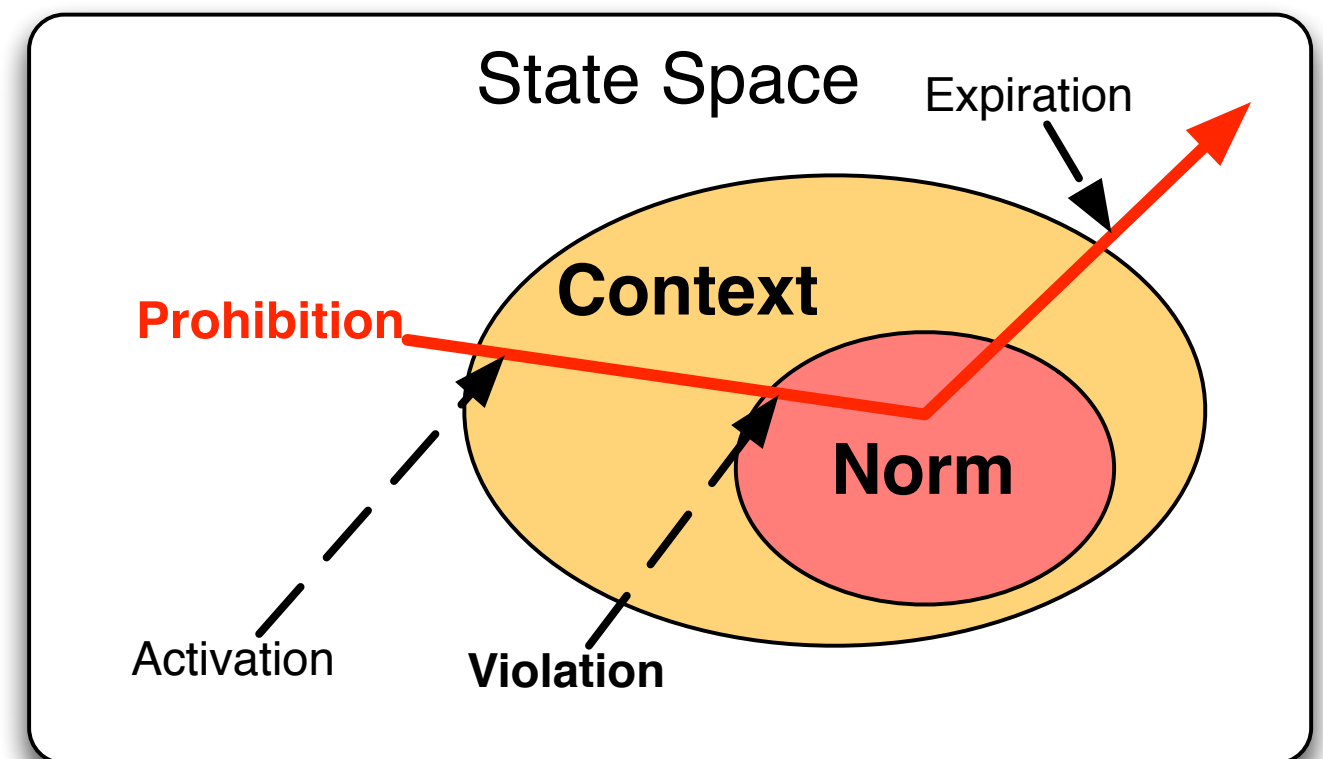 State Space
Expiration
Context
Prohibition
Norm
Activation
Violation